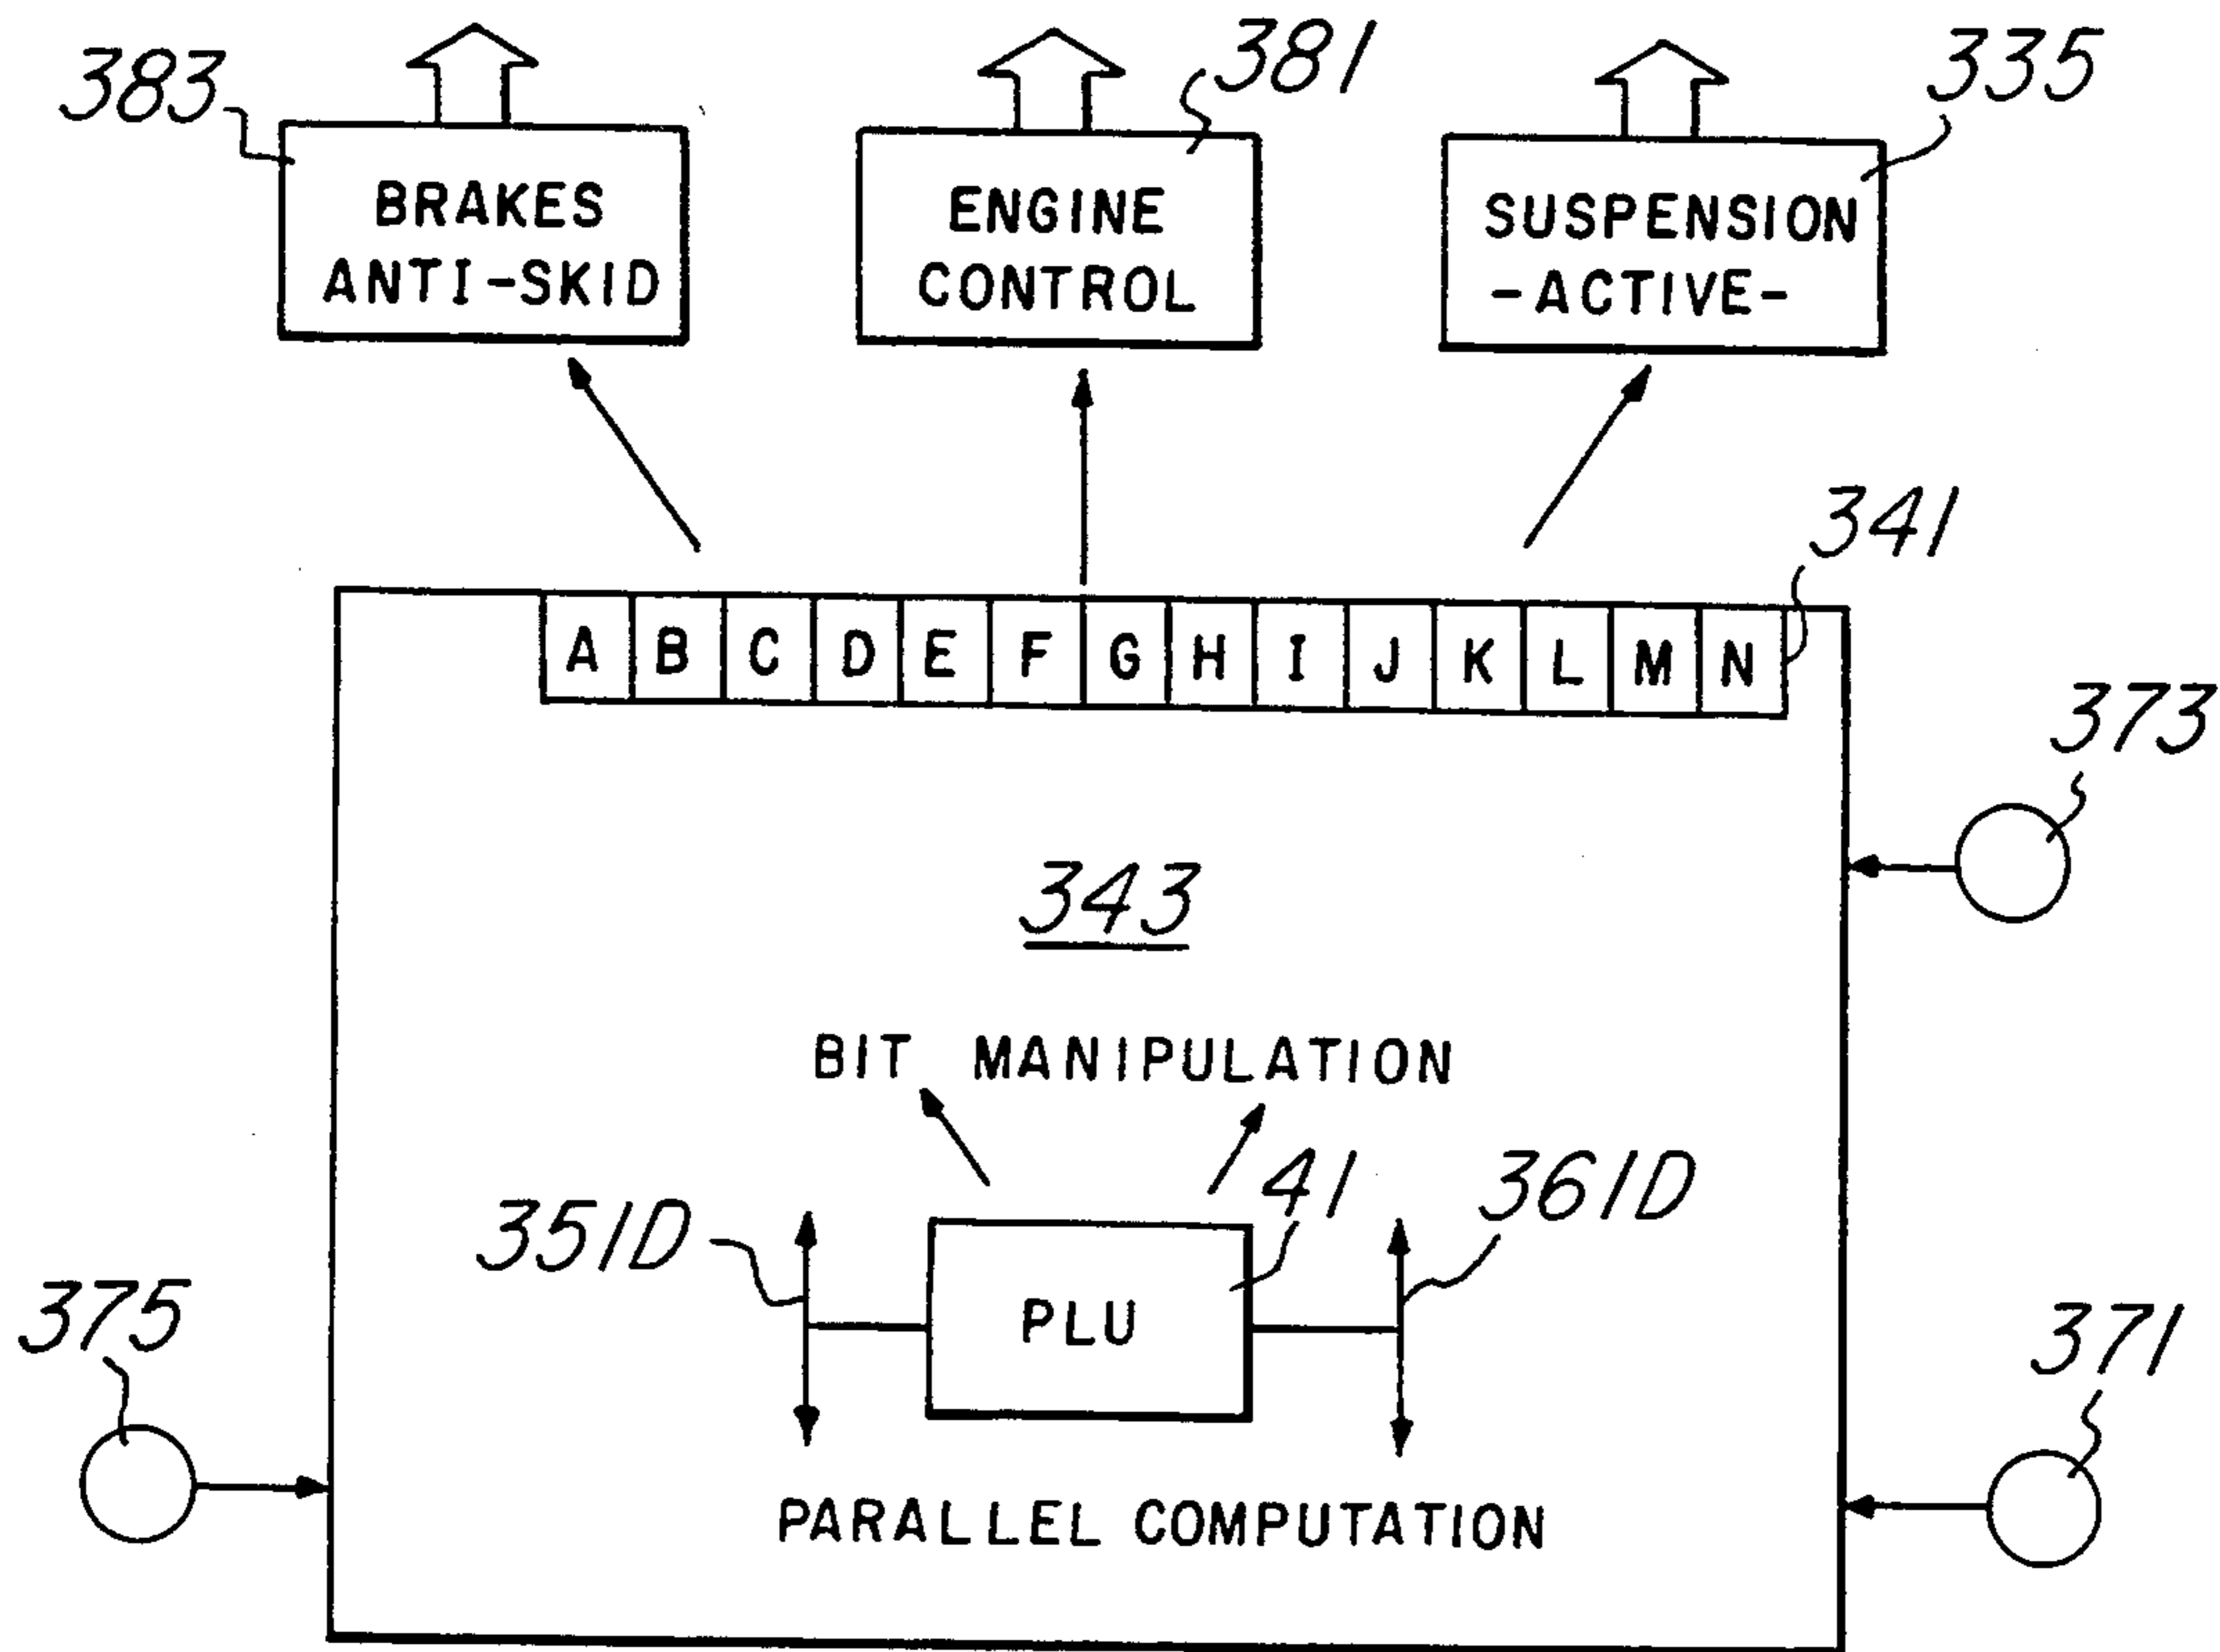 383
381
335
BRAKES
ANTI-SKID
ENGINE
CONTROL
SUSPENSION
-ACTIVE-
341
A B C D E F G H I J K L M N
373
343
BIT MANIPULATION
351D
41
361D
PLU
375
371
PARALLEL COMPUTATION